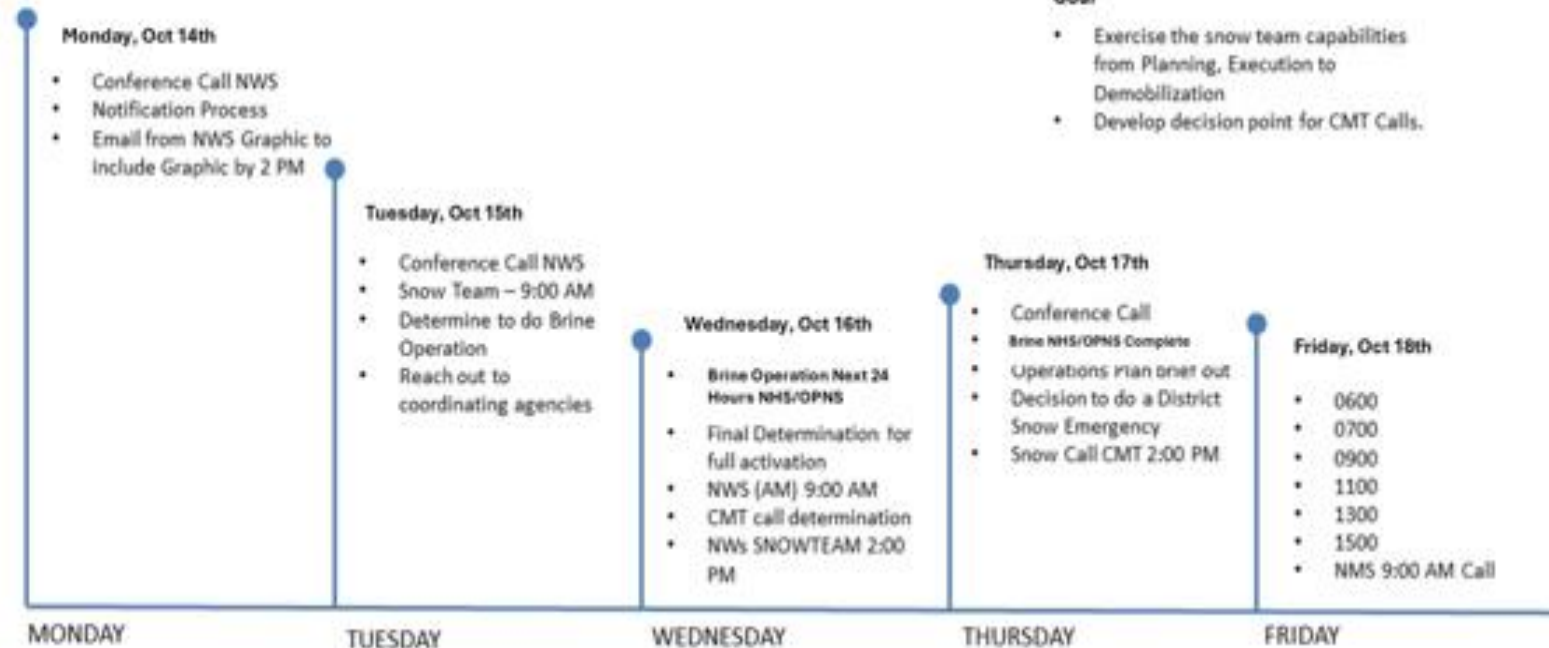 Monday, Oct 14th
• Conference Call NWS
• Notification Process
• Email from NWS Graphic to
include Graphic by 2 PM
Tuesday, Oct 15th
• Conference Call NWS
• Snow Team – 9:00 AM
• Determine to do Brine
Operation
• Reach out to
coordinating agencies
Wednesday, Oct 16th
• Brine Operation Next 24
Hours NHS/OPNS
• Final Determination for
full activation
• NWS (AM) 9:00 AM
• CMT call determination
• NWs SNOWTEAM 2:00
PM
Goal
• Exercise the snow team capabilities
from Planning, Execution to
Demobilization
• Develop decision point for CMT Calls.
Thursday, Oct 17th
• Conference Call
• Brine NHS/OPNS Complete
• Operations Plan brief out
• Decision to do a District
Snow Emergency
• Snow Call CMT 2:00 PM
Friday, Oct 18th
• 0600
• 0700
• 0900
• 1100
• 1300
• 1500
• NMS 9:00 AM Call
MONDAY
TUESDAY
WEDNESDAY
THURSDAY
FRIDAY